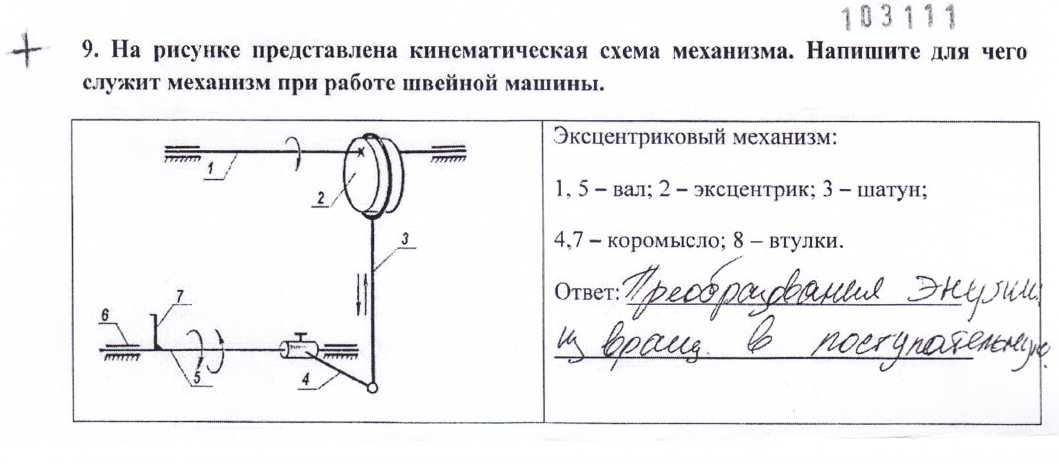 103111
+
9. На рисунке представлена кинематическая схема механизма. Напишите для чего
служит механизм при работе швейной машины.
1
2
3
7
6
5
4
Эксцентриковый механизм:
1, 5 – вал; 2 – эксцентрик; 3 – шатун;
4,7 – коромысло; 8 – втулки.
Ответ: Преобразования энергии
из вращ. в поступательную.